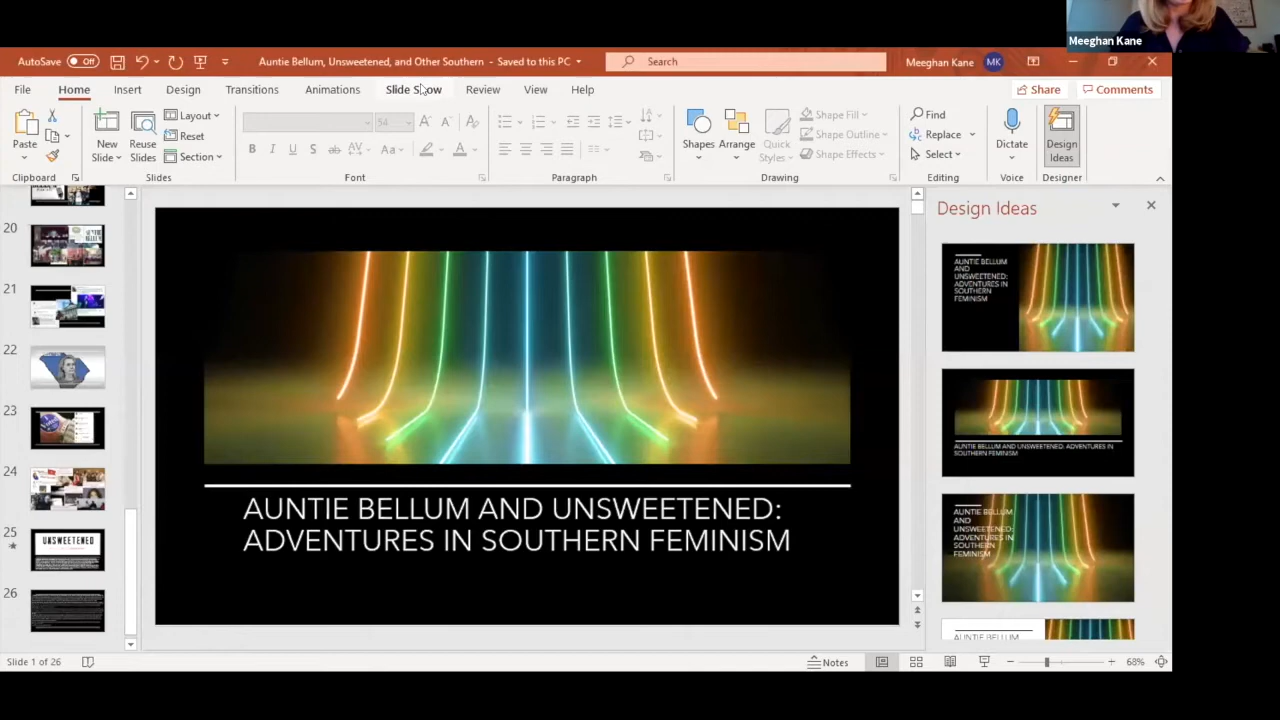 Meeghan Kane
AutoSave Off Auntie Bellum, Unsweetened, and Other Southern - Saved to this PC Search Meeghan Kane MK
File Home Insert Design Transitions Animations Slide Show Review View Help Share Comments
Paste
Clipboard
New
Slides
Reuse
Slides
Layout
Reset
Section
Slides
54
Font
Paragraph
Shapes
Arrange
Quick
Styles
Shape Fill
Shape Outline
Shape Effects
Drawing
Find
Replace
Select
Editing
Dictate
Voice
Design
Ideas
Designer
20
21
22
23
24
25
UNSWEETENED
26
AUNTIE BELLUM AND UNSWEETENED:
ADVENTURES IN SOUTHERN FEMINISM
Design Ideas
AUNTIE BELLUM
AND
UNSWEETENED:
ADVENTURES IN
SOUTHERN
FEMINISM
AUNTIE BELLUM AND UNSWEETENED: ADVENTURES IN
SOUTHERN FEMINISM
AUNTIE BELLUM
AND
UNSWEETENED:
ADVENTURES IN
SOUTHERN
FEMINISM
AUNTIE BELLUM
Slide 1 of 26 Notes 68%